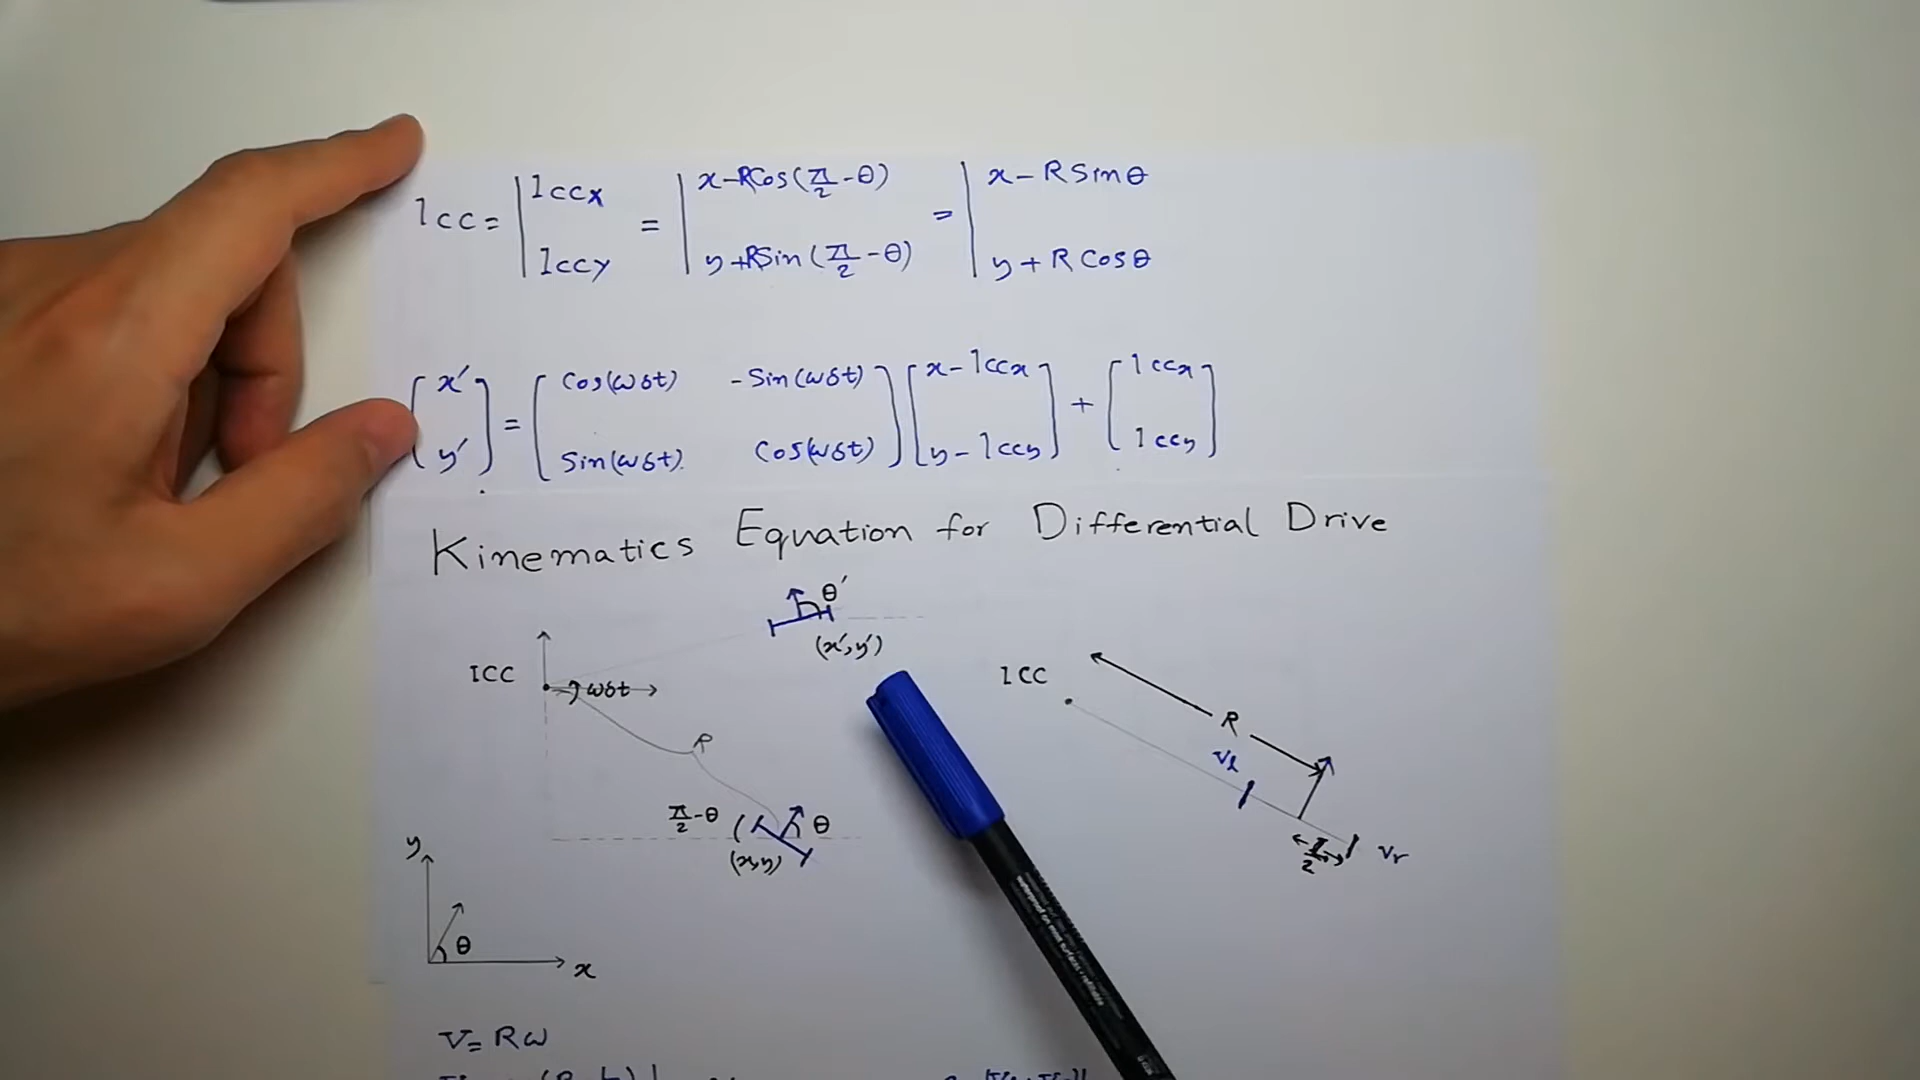 ICC = | ICCx = | x-RCos(π/2-θ) = | x-RSinθ
ICCy y+RSin(π/2-θ) y+RCosθ
[x' = [Cos(ωδt) -Sin(ωδt)] [x-ICCx] + [ICCx]
y'] [Sin(ωδt) Cos(ωδt)] [y-ICCy] [ICCy]
Kinematics Equation for Differential Drive
θ'
(x',y')
ICC
ωδt
R
π/2-θ
θ
(x,y)
y
θ
x
ICC
R
Vl
l/2
Vr
V=Rω